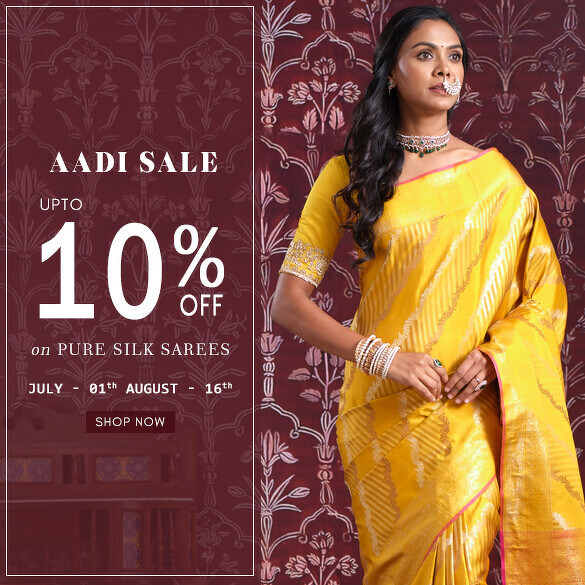 AADI SALE
UPTO
10% OFF
on PURE SILK SAREES
JULY - 01th AUGUST - 16th
SHOP NOW